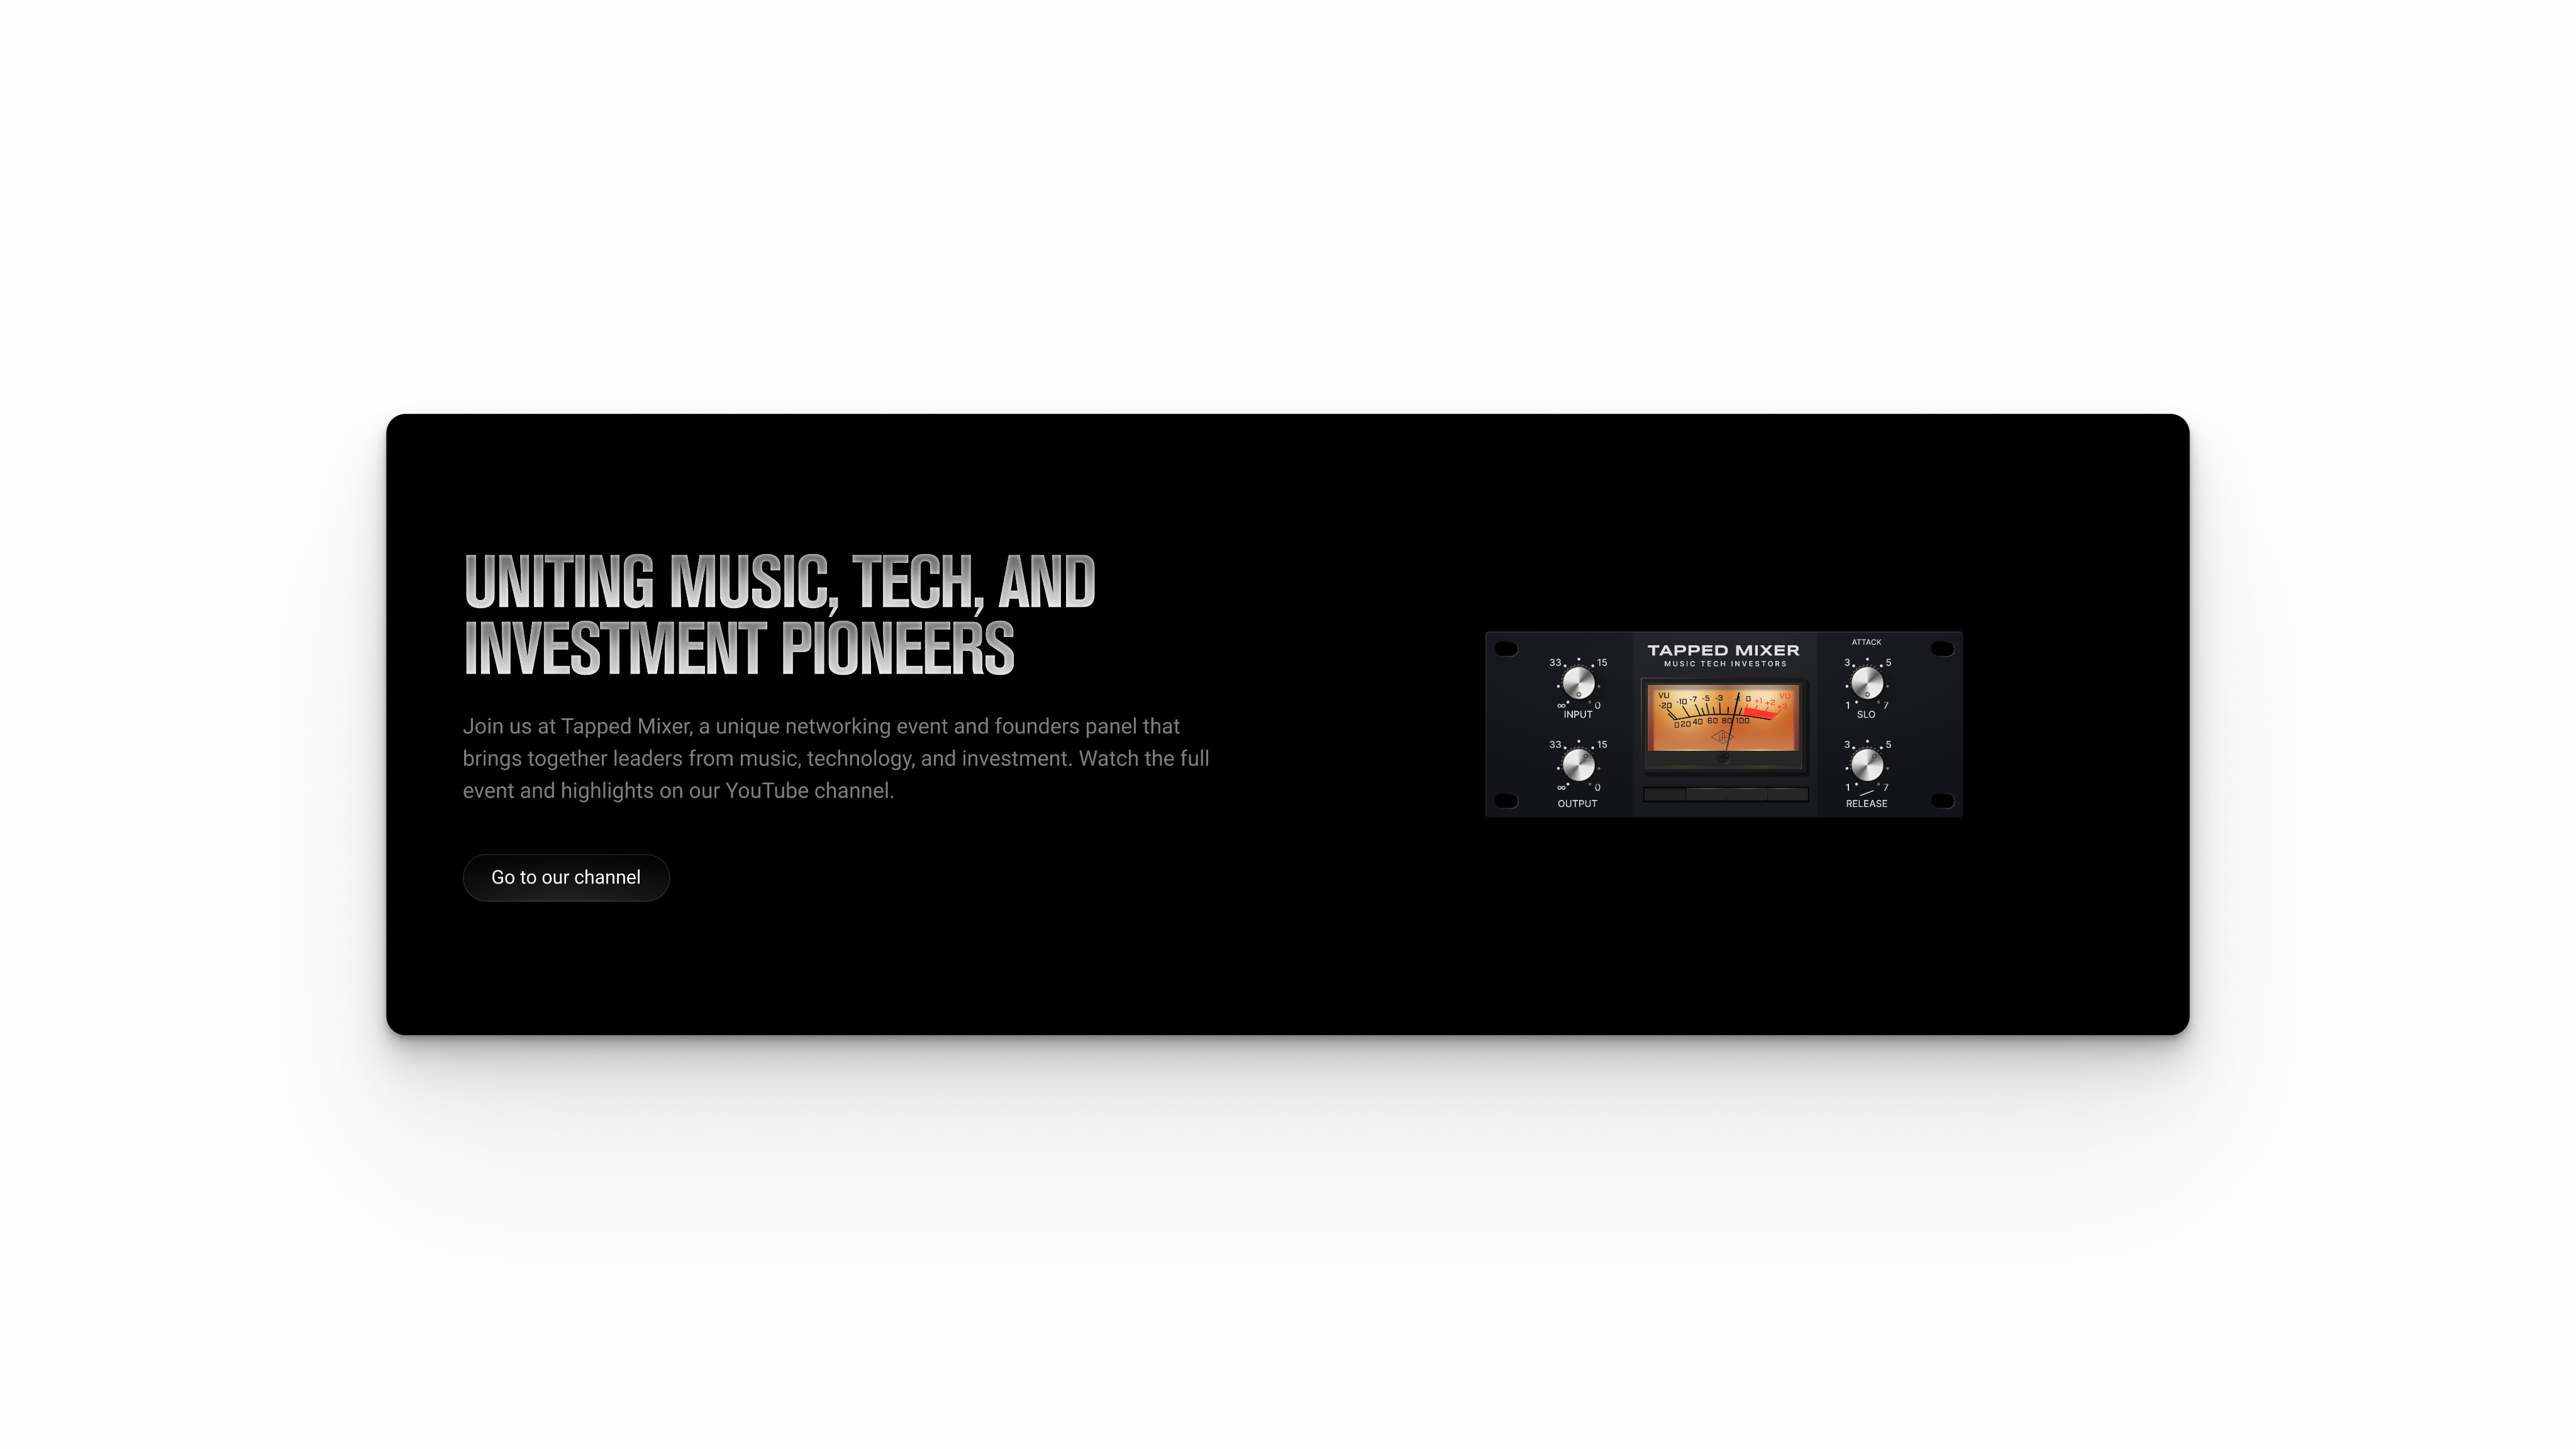 UNITING MUSIC, TECH, AND
INVESTMENT PIONEERS
Join us at Tapped Mixer, a unique networking event and founders panel that
brings together leaders from music, technology, and investment. Watch the full
event and highlights on our YouTube channel.
Go to our channel
TAPPED MIXER
MUSIC TECH INVESTORS
33 15
∞ 0
INPUT
33 15
∞ 0
OUTPUT
VU VU
-20 -10 -7 -5 -3 0 +1 +2 +3
0 20 40 60 80 100
ATTACK
3 5
1 7
SLO
3 5
1 7
RELEASE